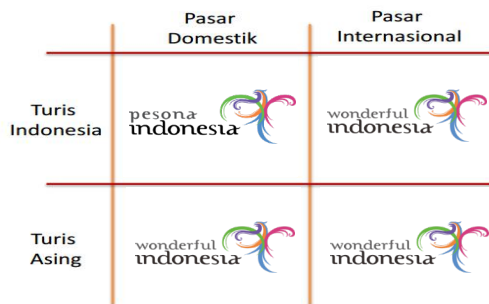 Pasar
Domestik
Pasar
Internasional
Turis
Indonesia
pesona
indonesia
wonderful
indonesia
Turis
Asing
wonderful
indonesia
wonderful
indonesia